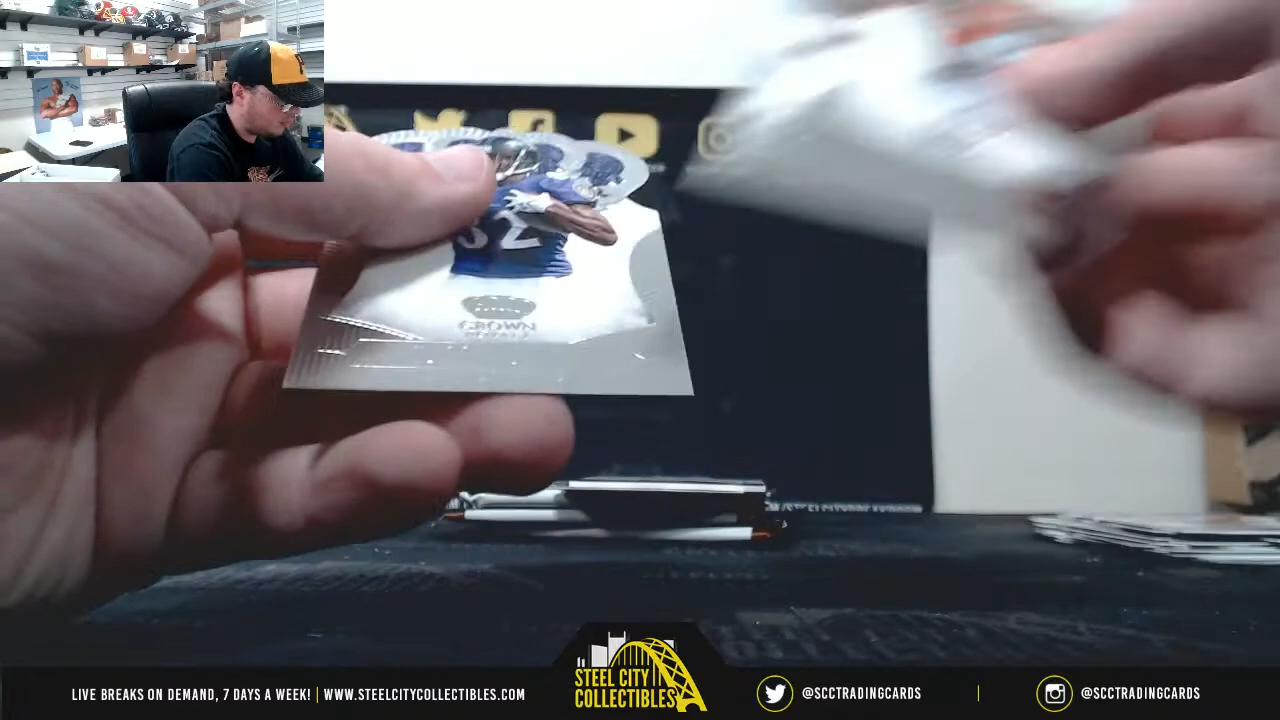 32
CROWN
LIVE BREAKS ON DEMAND, 7 DAYS A WEEK! | WWW.STEELCITYCOLLECTIBLES.COM
STEEL CITY
COLLECTIBLES
@SCCTRADINGCARDS
@SCCTRADINGCARDS